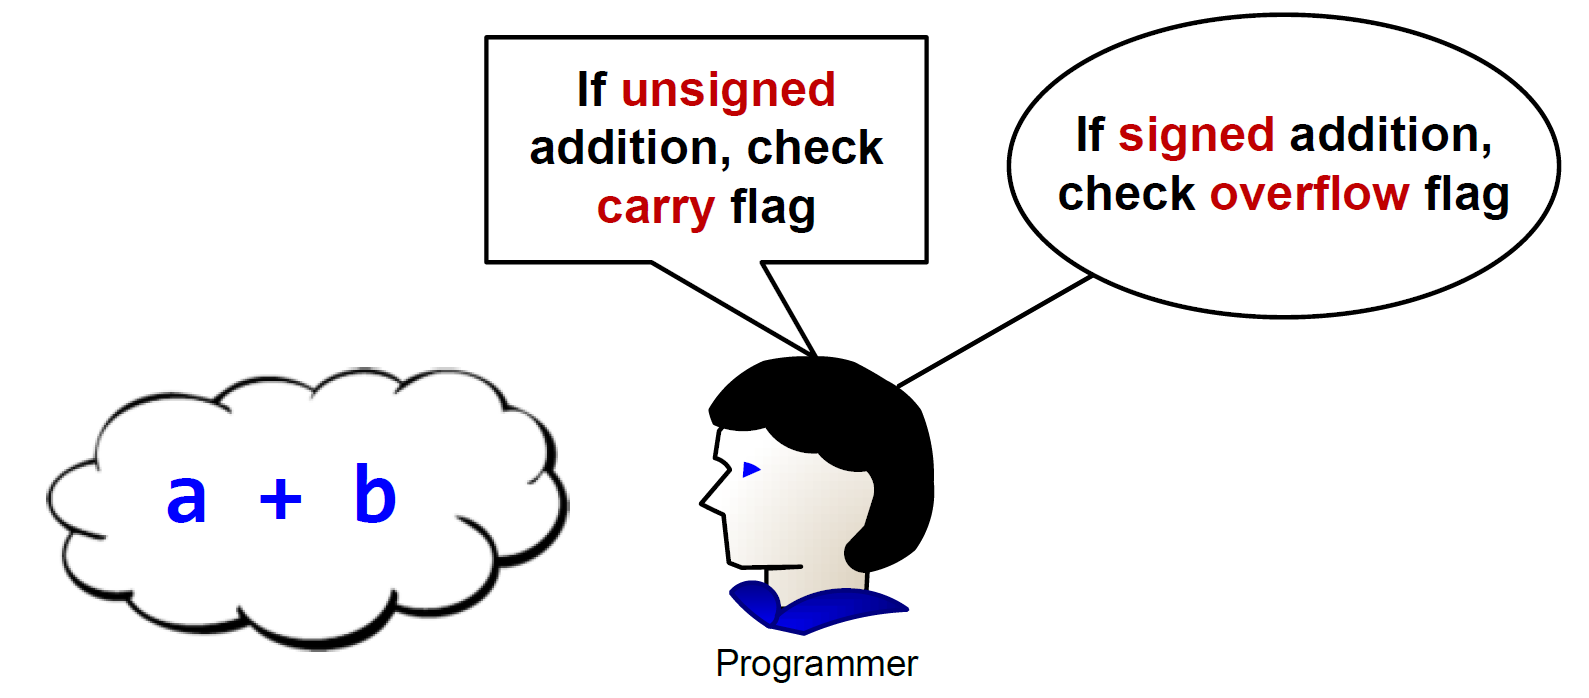 If unsigned
addition, check
carry flag
If signed addition,
check overflow flag
a + b
Programmer